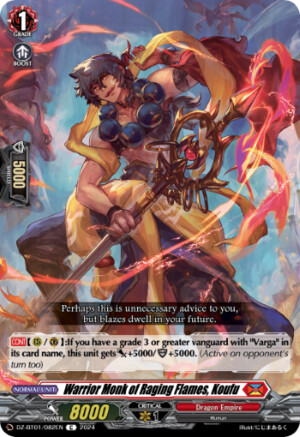 1
GRADE
BOOST
5000
SHIELD
Perhaps this is unnecessary advice to you,
but blazes dwell in your future.
CONT【 / 】:If you have a grade 3 or greater vanguard with "Varga" in
its card name, this unit gets +5000/ +5000. (Active on opponent's
turn too)
NORMAL UNIT
Warrior Monk of Raging Flames, Koufu
POWER
8000
CRITICAL
1
Dragon Empire
Human
DZ-BT01/082EN C 2024
Illust.にじまあるく